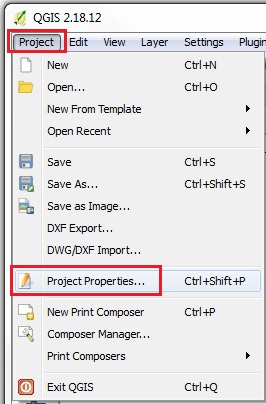 QGIS 2.18.12
Project Edit View Layer Settings Plugin
New Ctrl+N
Open... Ctrl+O
New From Template
Open Recent
Save Ctrl+S
Save As... Ctrl+Shift+S
Save as Image...
DXF Export...
DWG/DXF Import...
Project Properties... Ctrl+Shift+P
New Print Composer Ctrl+P
Composer Manager...
Print Composers
Exit QGIS Ctrl+Q